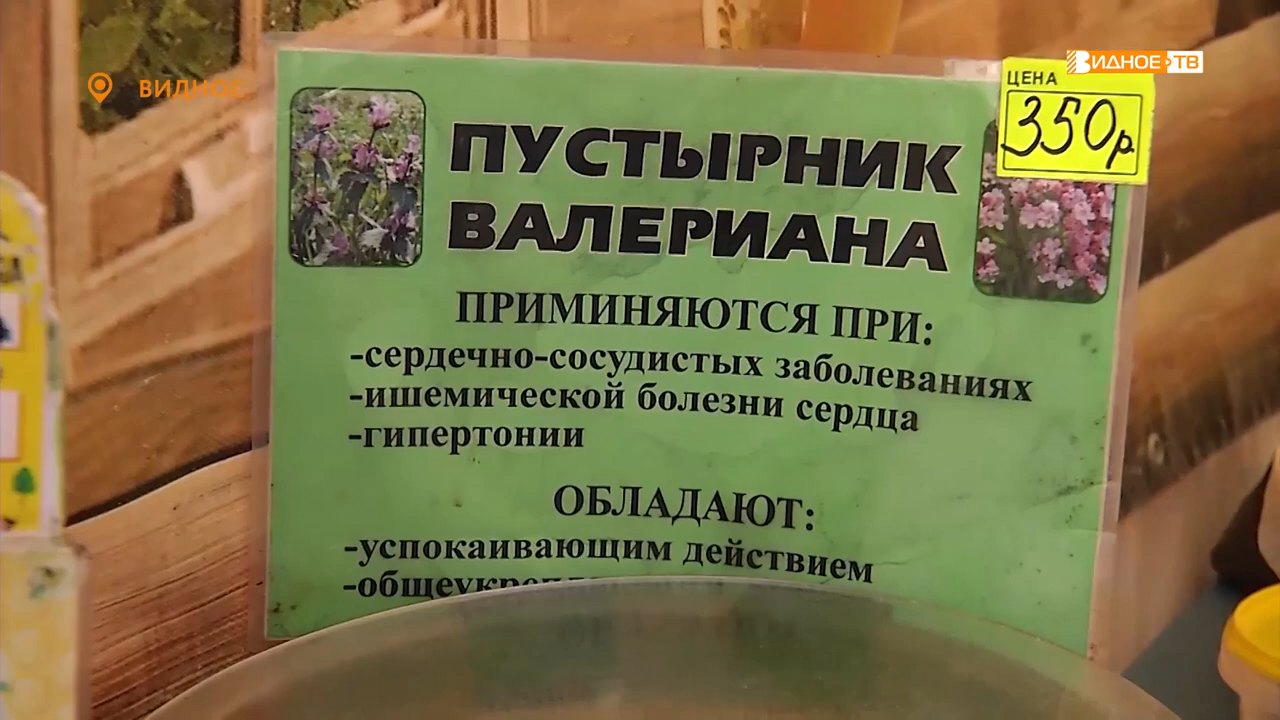 ВИДНОЕ
ВИДНОЕ ТВ
ЦЕНА
350р.
ПУСТЫРНИК
ВАЛЕРИАНА
ПРИМИНЯЮТСЯ ПРИ:
-сердечно-сосудистых заболеваниях
-ишемической болезни сердца
-гипертонии
ОБЛАДАЮТ:
-успокаивающим действием